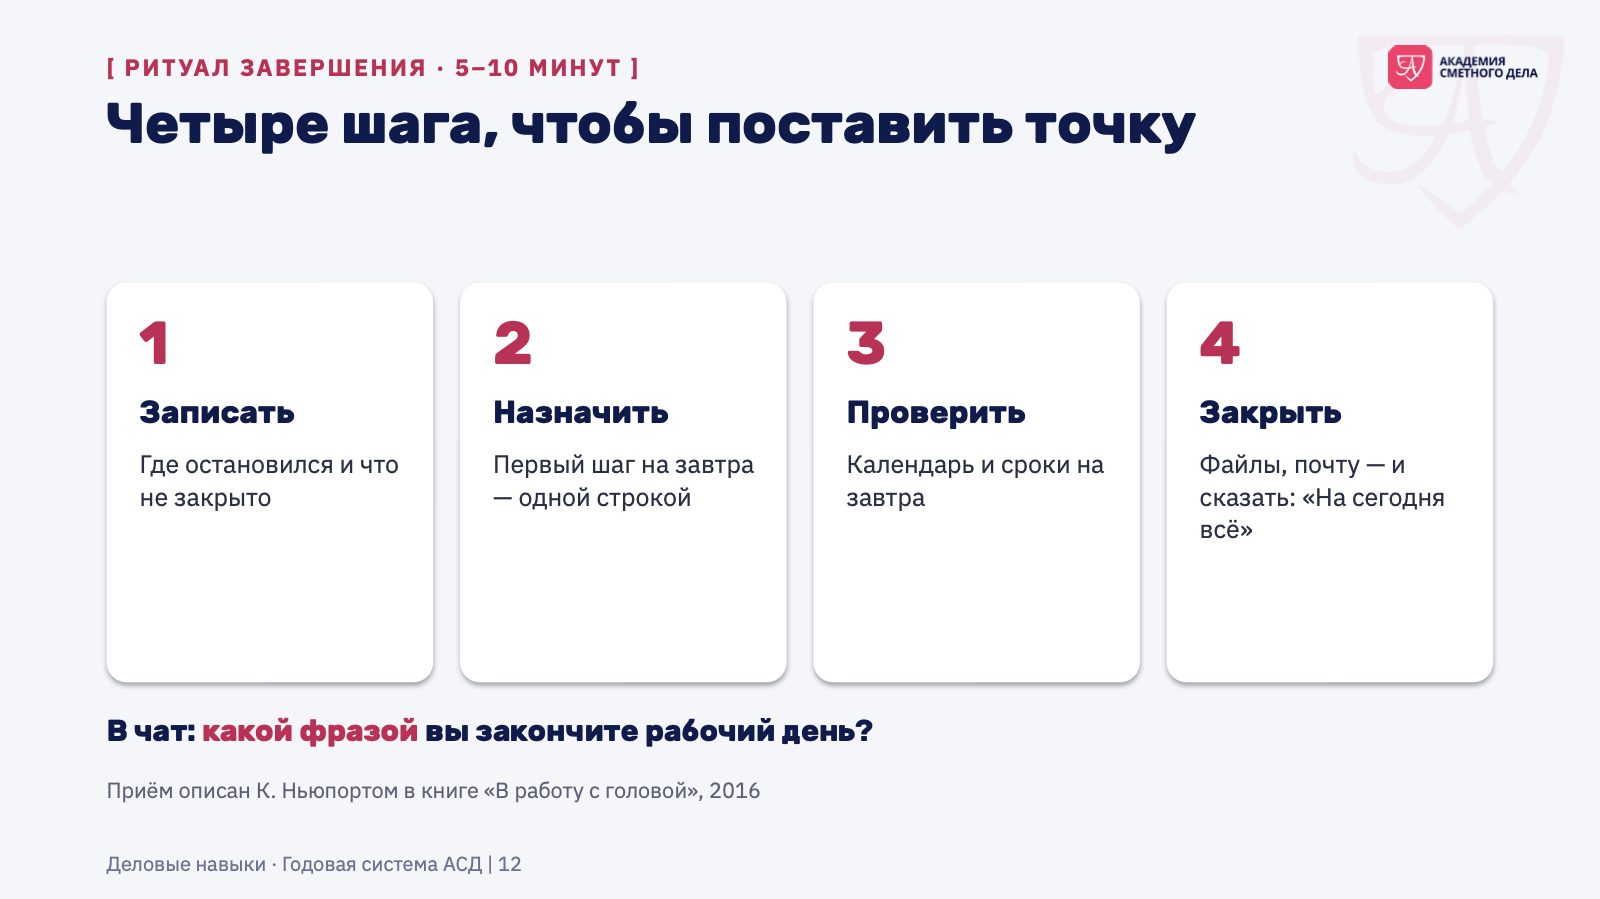 [ РИТУАЛ ЗАВЕРШЕНИЯ · 5–10 МИНУТ ]
АКАДЕМИЯ
СМЕТНОГО ДЕЛА
Четыре шага, чтобы поставить точку
1
Записать
Где остановился и что
не закрыто
2
Назначить
Первый шаг на завтра
— одной строкой
3
Проверить
Календарь и сроки на
завтра
4
Закрыть
Файлы, почту — и
сказать: «На сегодня
всё»
В чат: какой фразой вы закончите рабочий день?
Приём описан К. Ньюпортом в книге «В работу с головой», 2016
Деловые навыки · Годовая система АСД | 12